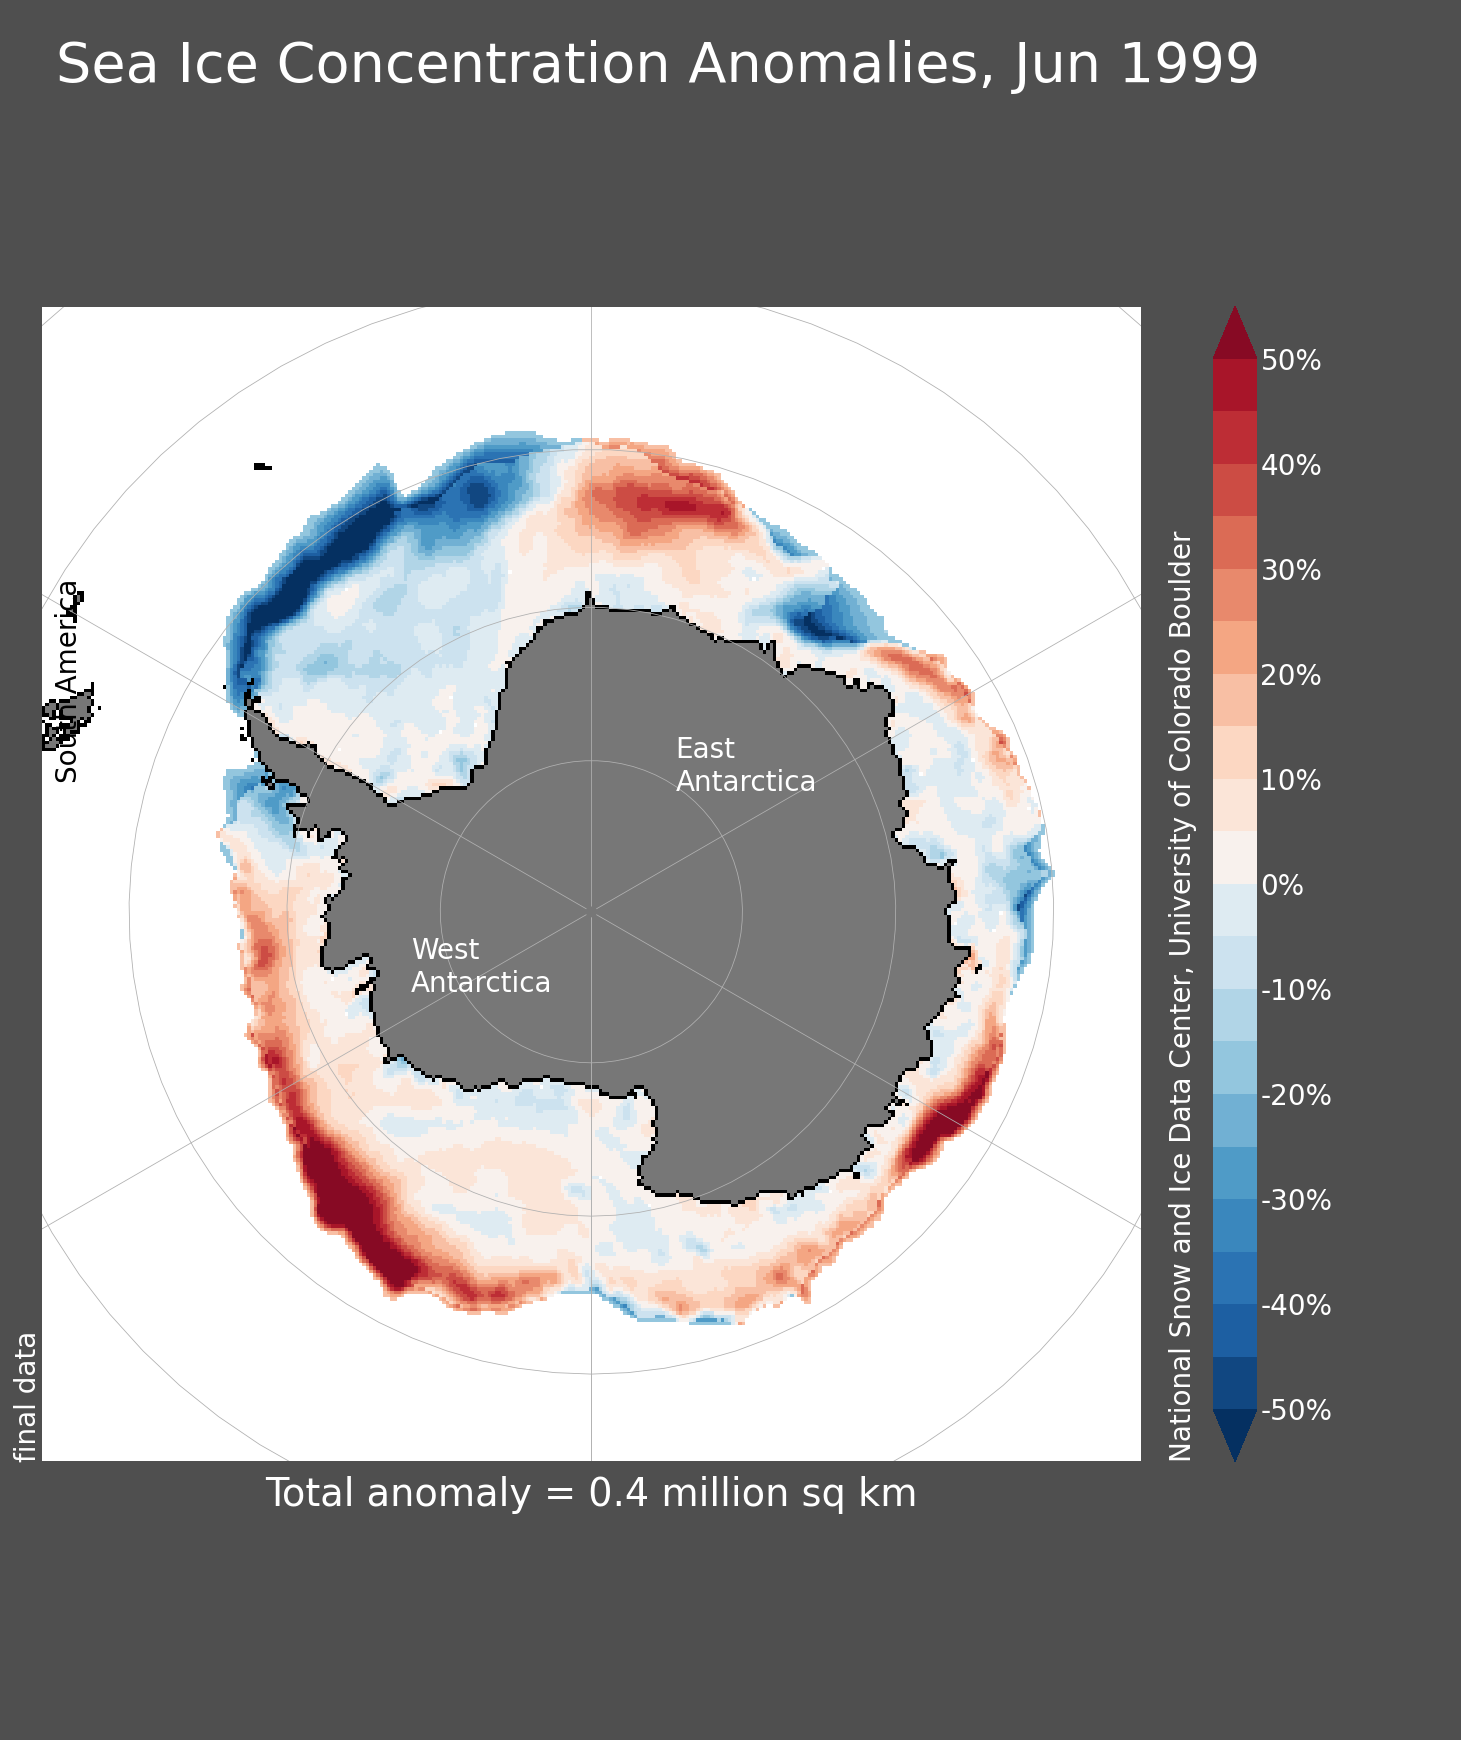 Sea Ice Concentration Anomalies, Jun 1999
South America
East
Antarctica
West
Antarctica
final data
Total anomaly = 0.4 million sq km
National Snow and Ice Data Center, University of Colorado Boulder
50%
40%
30%
20%
10%
0%
-10%
-20%
-30%
-40%
-50%